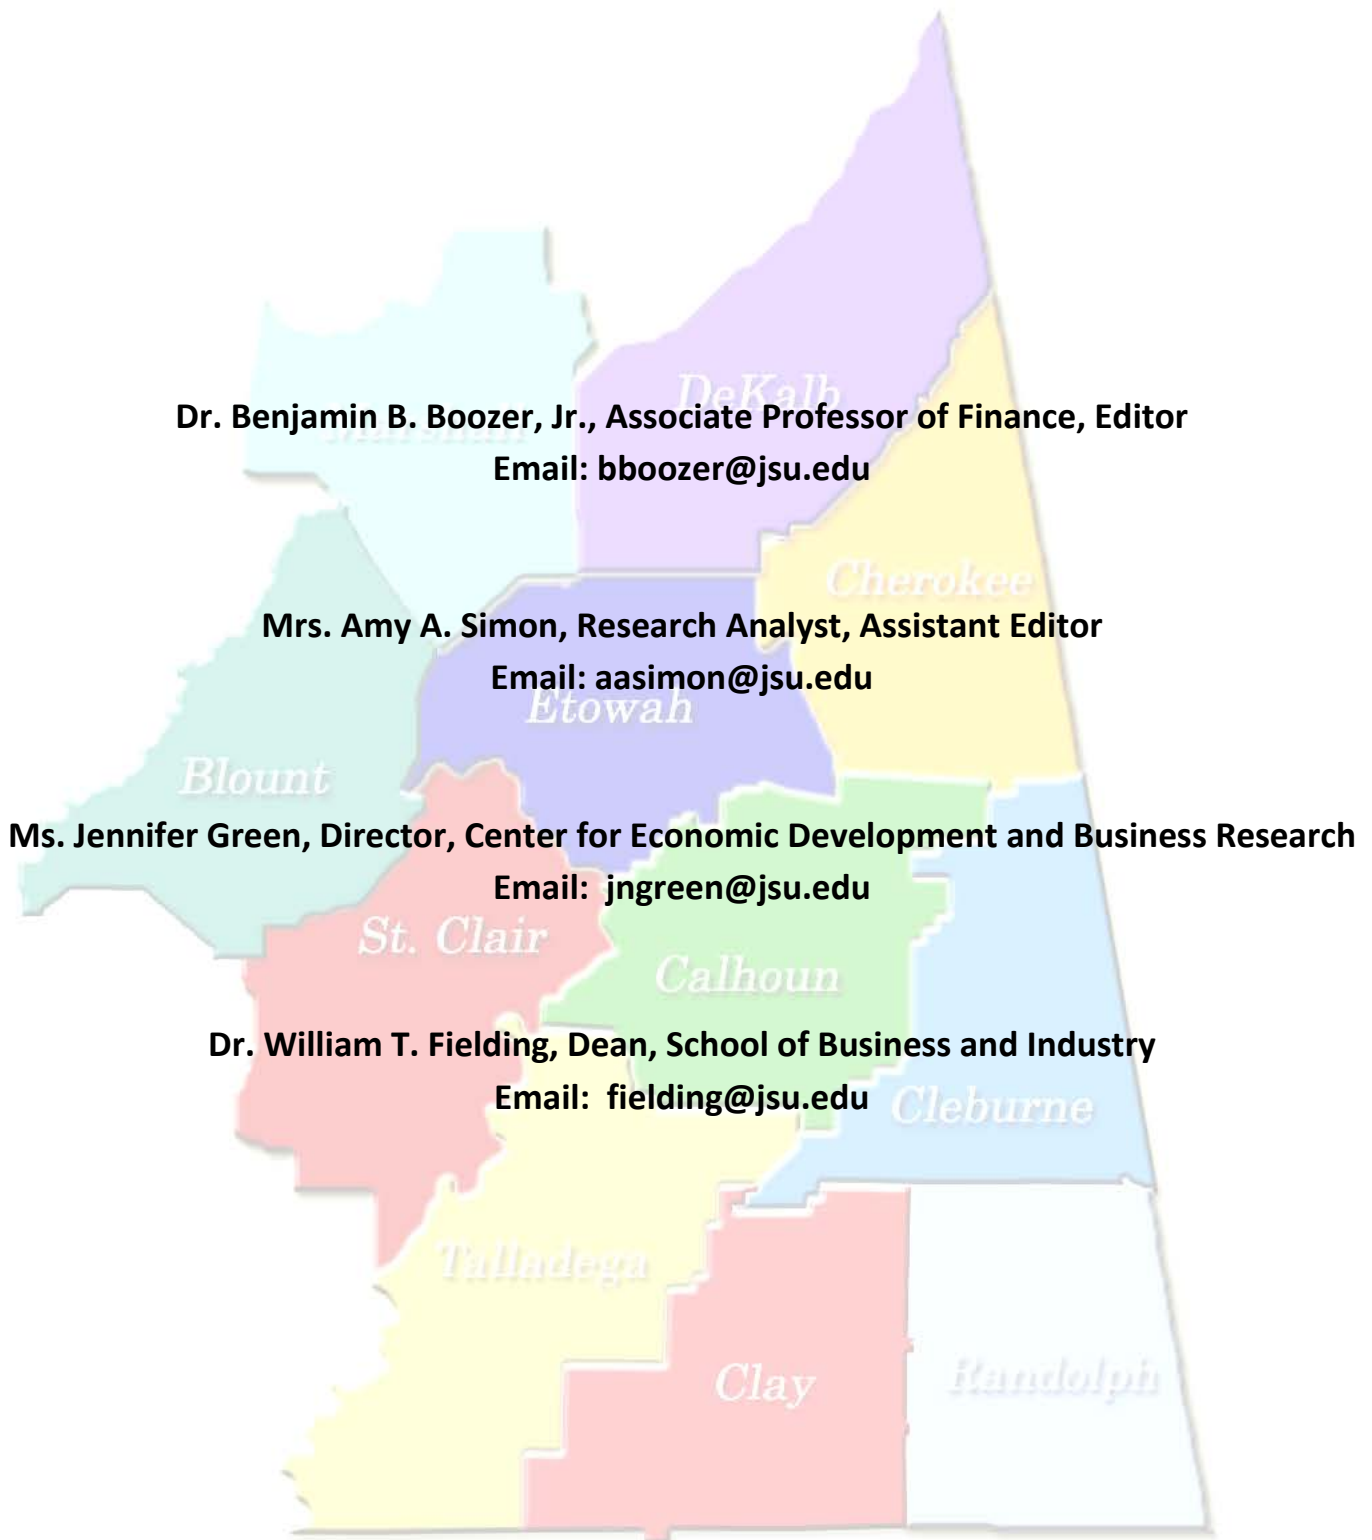 DeKalb
Marshall
Dr. Benjamin B. Boozer, Jr., Associate Professor of Finance, Editor
Email: bboozer@jsu.edu
Cherokee
Mrs. Amy A. Simon, Research Analyst, Assistant Editor
Email: aasimon@jsu.edu
Etowah
Blount
Ms. Jennifer Green, Director, Center for Economic Development and Business Research
Email: jngreen@jsu.edu
St. Clair
Calhoun
Dr. William T. Fielding, Dean, School of Business and Industry
Email: fielding@jsu.edu
Cleburne
Talladega
Clay
Randolph